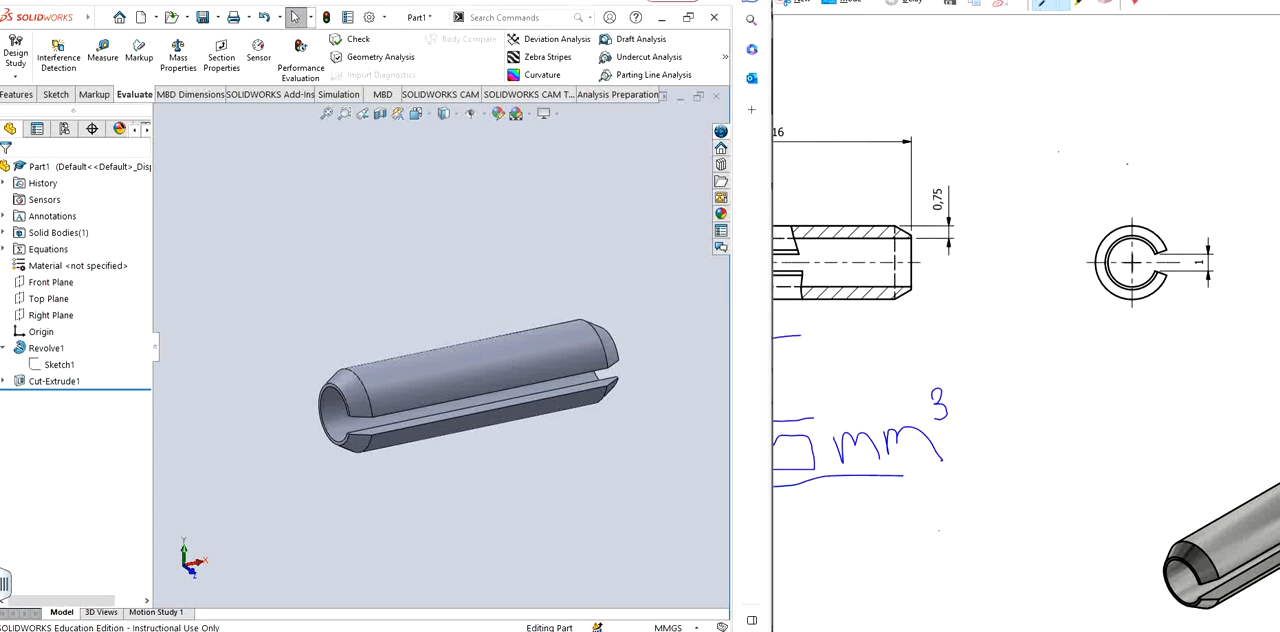 SOLIDWORKS
Part1 *
Search Commands
Design Study
Interference Detection
Measure
Markup
Mass Properties
Section Properties
Sensor
Performance Evaluation
Check
Geometry Analysis
Import Diagnostics
Body Compare
Deviation Analysis
Zebra Stripes
Curvature
Draft Analysis
Undercut Analysis
Parting Line Analysis
Features Sketch Markup Evaluate MBD Dimensions SOLIDWORKS Add-Ins Simulation MBD SOLIDWORKS CAM SOLIDWORKS CAM T... Analysis Preparation
Part1 (Default<<Default>_Disp
History
Sensors
Annotations
Solid Bodies(1)
Equations
Material <not specified>
Front Plane
Top Plane
Right Plane
Origin
Revolve1
Sketch1
Cut-Extrude1
Y
X
Z
Model 3D Views Motion Study 1
SOLIDWORKS Education Edition - Instructional Use Only
Editing Part
MMGS
16
0,75
1
mm³